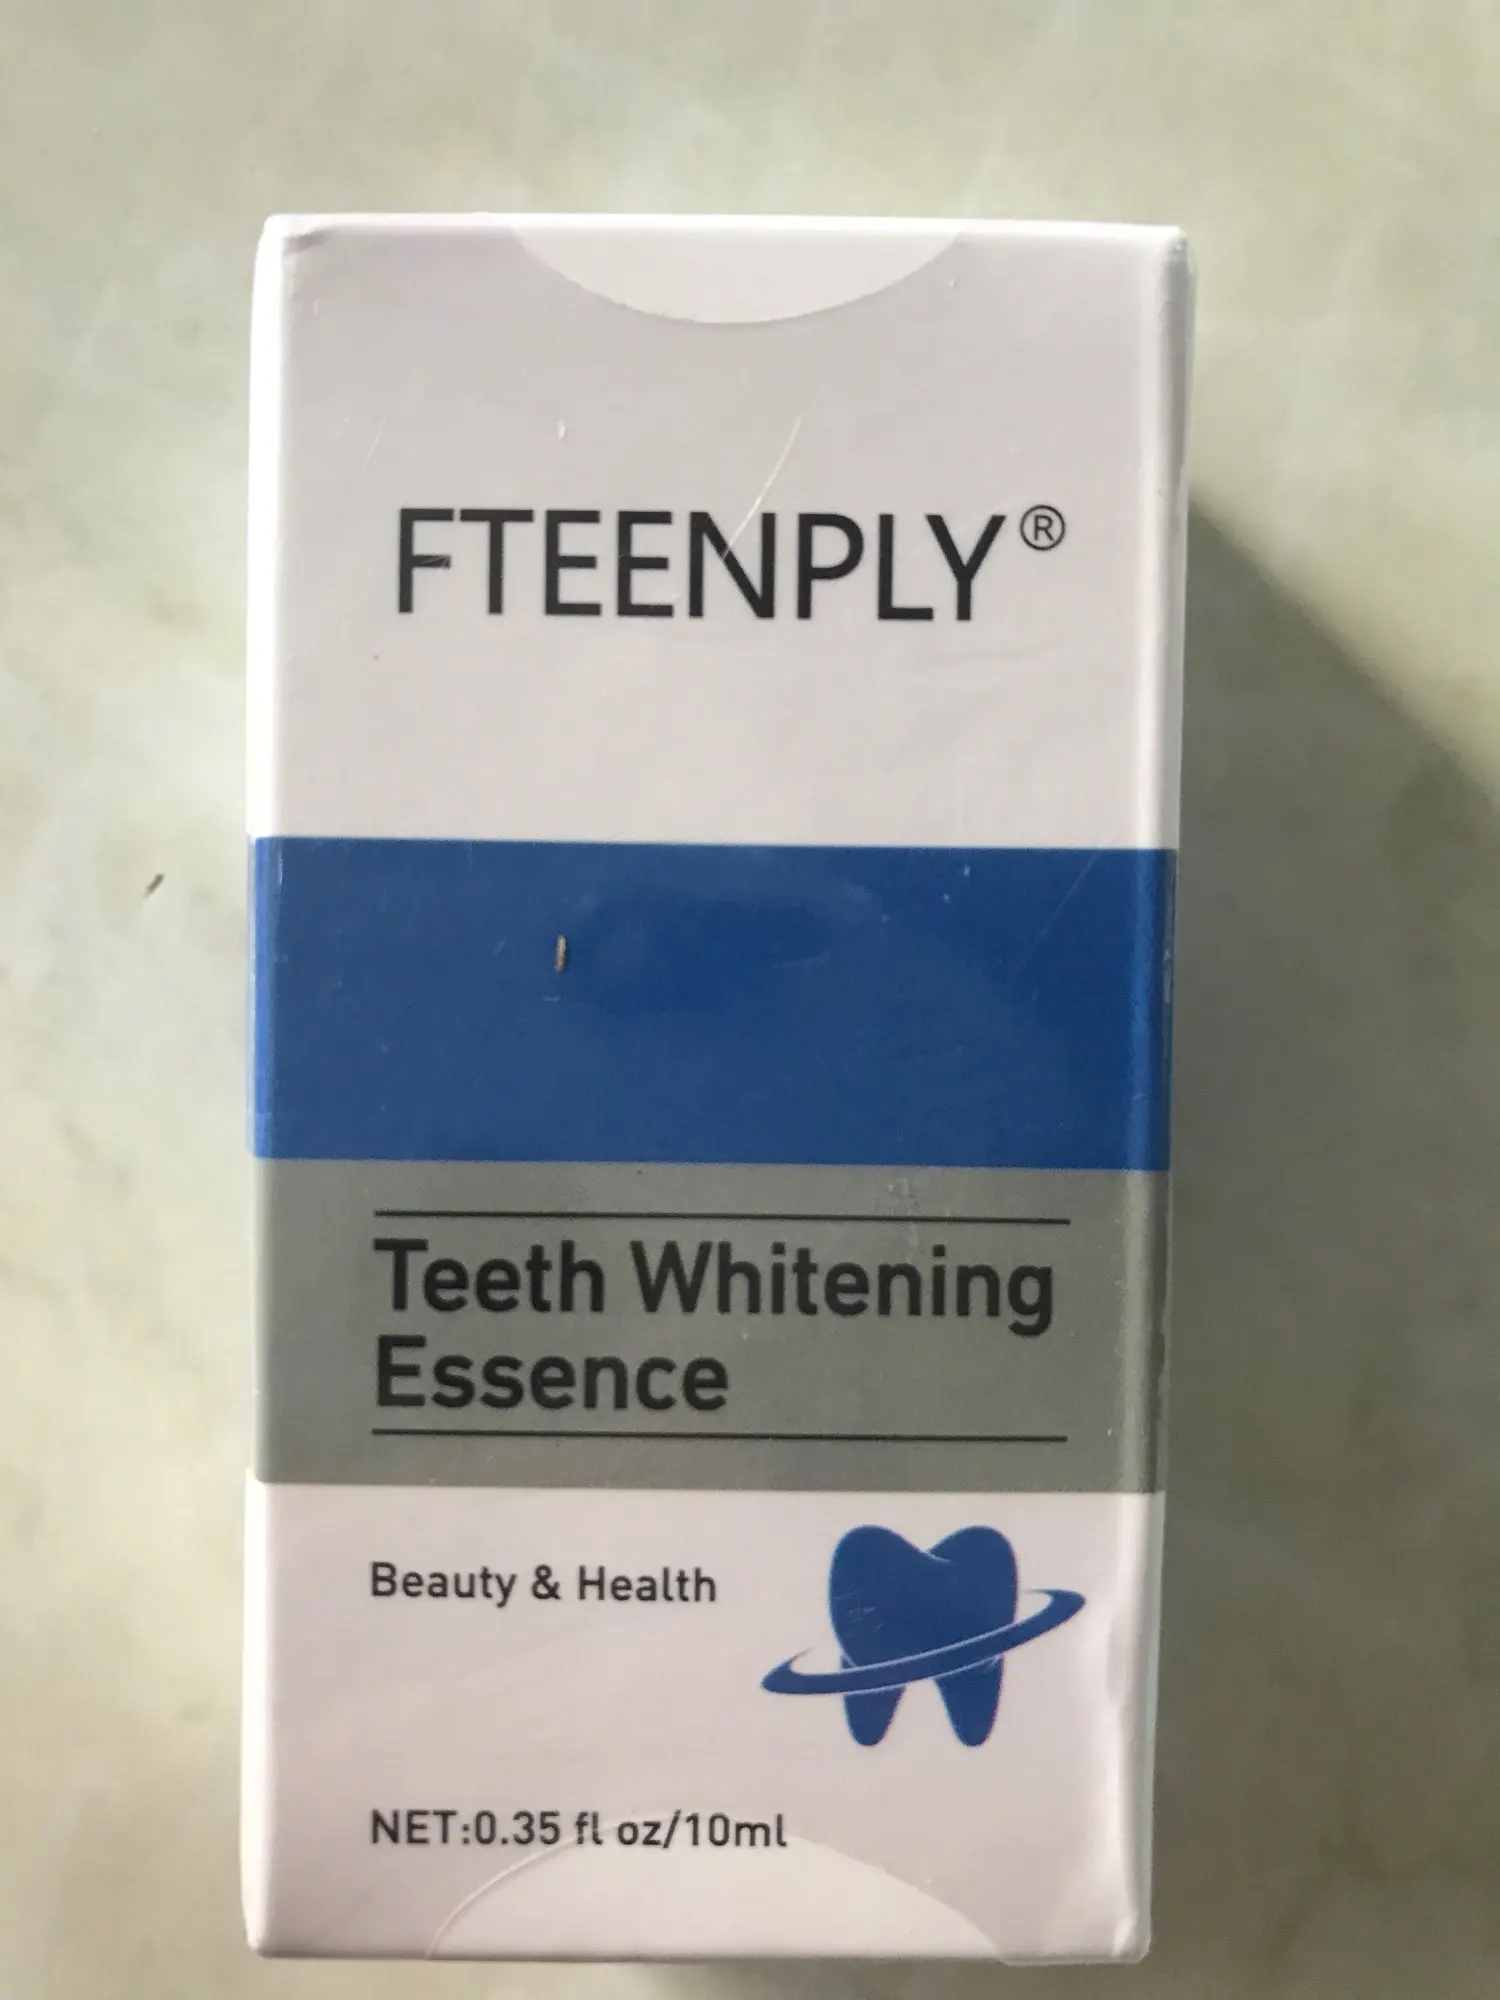 FTEENPLY®
Teeth Whitening
Essence
Beauty & Health
NET:0.35 fl oz/10ml